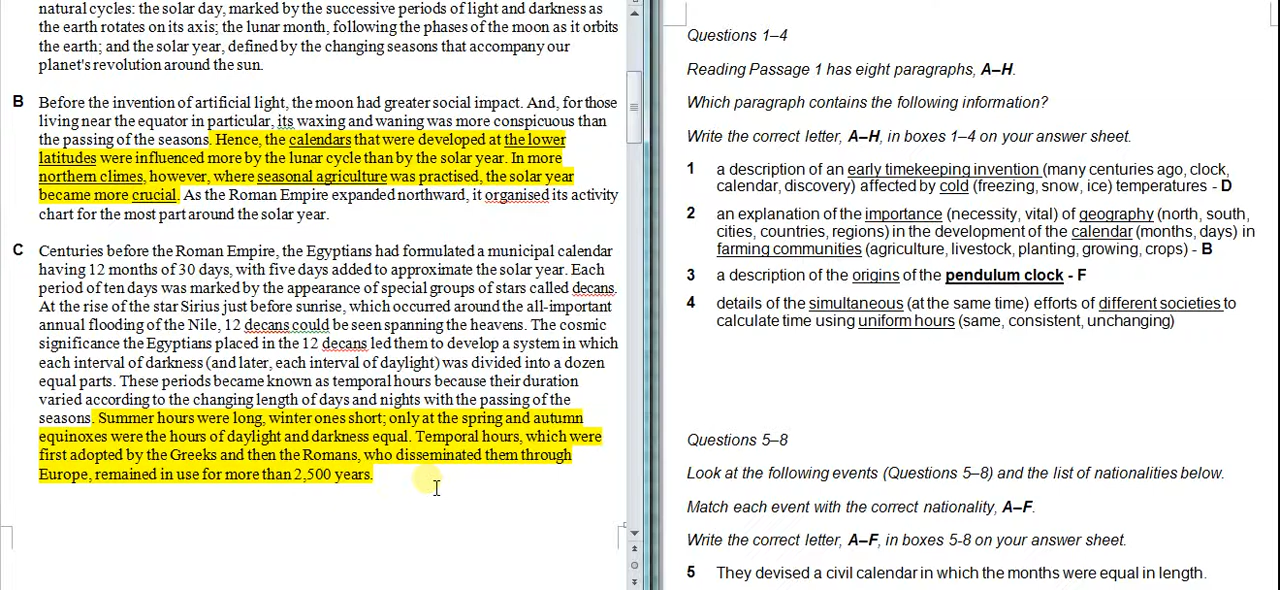 natural cycles: the solar day, marked by the successive periods of light and darkness as
the earth rotates on its axis; the lunar month, following the phases of the moon as it orbits
the earth; and the solar year, defined by the changing seasons that accompany our
planet's revolution around the sun.
B Before the invention of artificial light, the moon had greater social impact. And, for those
living near the equator in particular, its waxing and waning was more conspicuous than
the passing of the seasons. Hence, the calendars that were developed at the lower
latitudes were influenced more by the lunar cycle than by the solar year. In more
northern climes, however, where seasonal agriculture was practised, the solar year
became more crucial. As the Roman Empire expanded northward, it organised its activity
chart for the most part around the solar year.
C Centuries before the Roman Empire, the Egyptians had formulated a municipal calendar
having 12 months of 30 days, with five days added to approximate the solar year. Each
period of ten days was marked by the appearance of special groups of stars called decans.
At the rise of the star Sirius just before sunrise, which occurred around the all-important
annual flooding of the Nile, 12 decans could be seen spanning the heavens. The cosmic
significance the Egyptians placed in the 12 decans led them to develop a system in which
each interval of darkness (and later, each interval of daylight) was divided into a dozen
equal parts. These periods became known as temporal hours because their duration
varied according to the changing length of days and nights with the passing of the
seasons. Summer hours were long, winter ones short; only at the spring and autumn
equinoxes were the hours of daylight and darkness equal. Temporal hours, which were
first adopted by the Greeks and then the Romans, who disseminated them through
Europe, remained in use for more than 2,500 years.
Questions 1–4
Reading Passage 1 has eight paragraphs, A–H.
Which paragraph contains the following information?
Write the correct letter, A–H, in boxes 1–4 on your answer sheet.
1 a description of an early timekeeping invention (many centuries ago, clock,
calendar, discovery) affected by cold (freezing, snow, ice) temperatures - D
2 an explanation of the importance (necessity, vital) of geography (north, south,
cities, countries, regions) in the development of the calendar (months, days) in
farming communities (agriculture, livestock, planting, growing, crops) - B
3 a description of the origins of the pendulum clock - F
4 details of the simultaneous (at the same time) efforts of different societies to
calculate time using uniform hours (same, consistent, unchanging)
Questions 5–8
Look at the following events (Questions 5–8) and the list of nationalities below.
Match each event with the correct nationality, A–F.
Write the correct letter, A–F, in boxes 5-8 on your answer sheet.
5 They devised a civil calendar in which the months were equal in length.